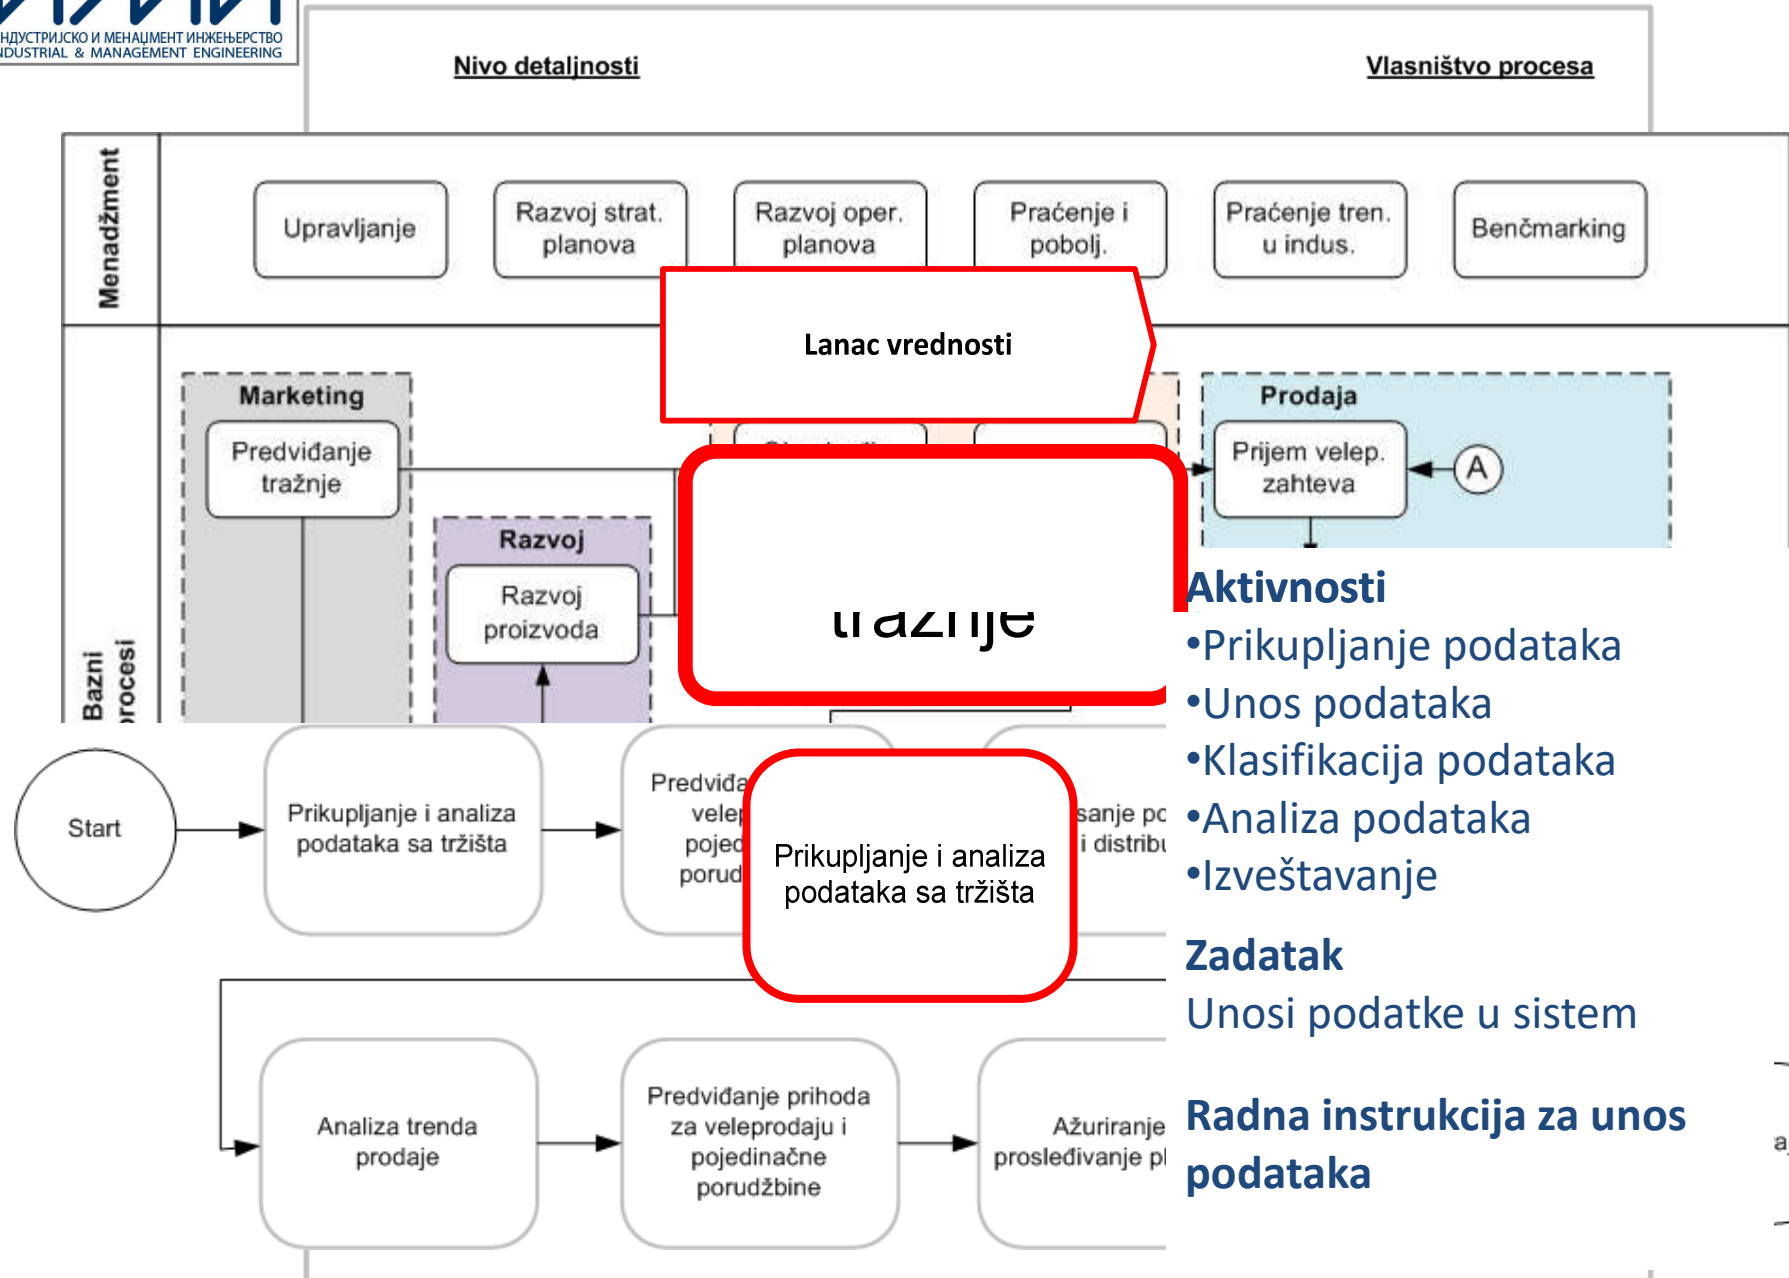 ИНДУСТРИЈСКО И МЕНАЏМЕНТ ИНЖЕЊЕРСТВО
INDUSTRIAL & MANAGEMENT ENGINEERING
Nivo detaljnosti
Vlasništvo procesa
Menadžment
Upravljanje
Razvoj strat.
planova
Razvoj oper.
planova
Praćenje i
pobolj.
Praćenje tren.
u indus.
Benčmarking
Lanac vrednosti
Bazni
procesi
Marketing
Predviđanje
tražnje
Razvoj
Razvoj
proizvoda
tražnje
Prodaja
Prijem velep.
zahteva
A
Aktivnosti
•Prikupljanje podataka
•Unos podataka
•Klasifikacija podataka
•Analiza podataka
•Izveštavanje
Zadatak
Unosi podatke u sistem
Radna instrukcija za unos
podataka
Start
Prikupljanje i analiza
podataka sa tržišta
Prikupljanje i analiza
podataka sa tržišta
i
Analiza trenda
prodaje
Predviđanje prihoda
za veleprodaju i
pojedinačne
porudžbine
Ažuriranje
prosleđivanje